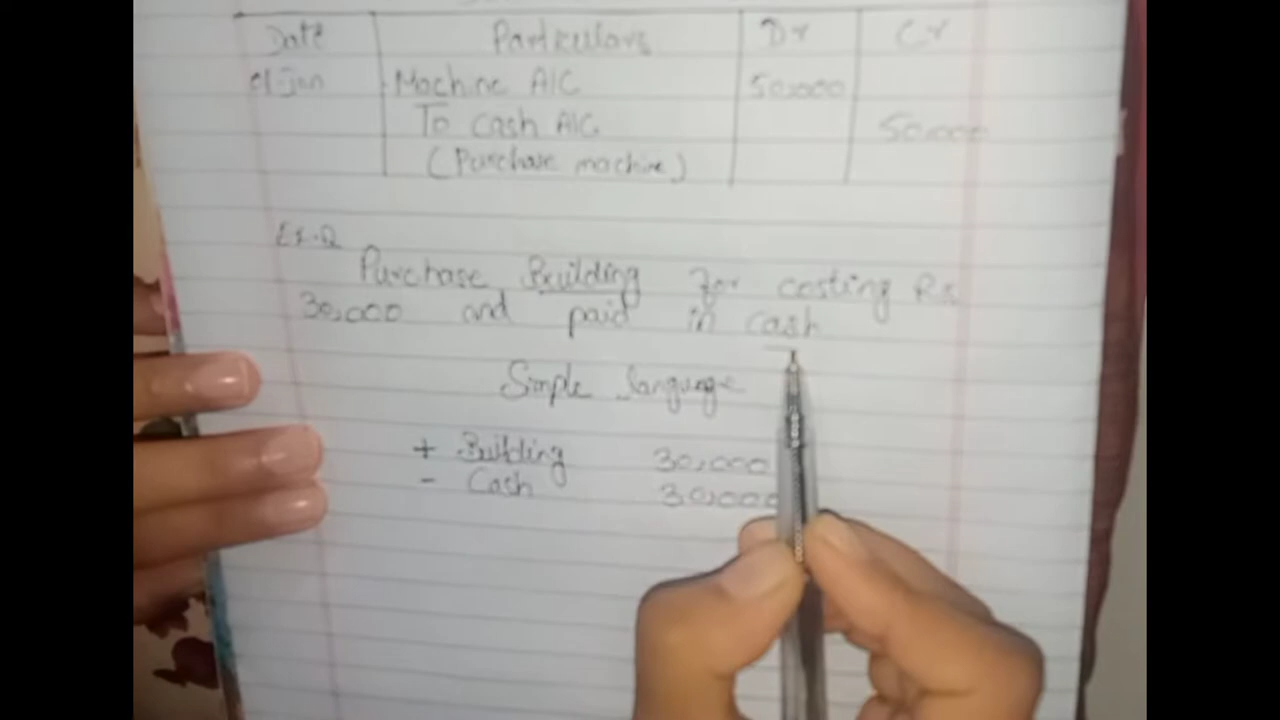 Date Particulars Dr Cr
01-Jan Machine A/C 50,000
To Cash A/C 50,000
(Purchase machine)
Ex-2
Purchase Building for costing Rs
30,000 and paid in cash
Simple language
+ Building 30,000
- Cash 30,000